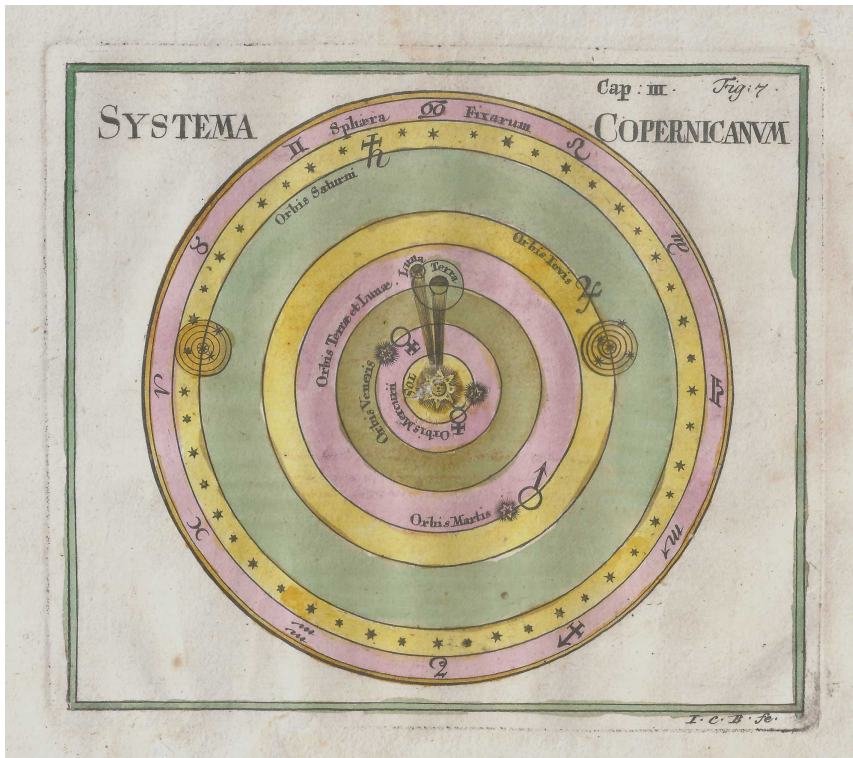 Cap : III · Fig: 7 ·
SYSTEMA COPERNICANVM
Sphæra Fixarum
Orbis Saturni
Orbis Iovis
Luna
Terra
Orbis Terræ et Lunæ ·
Orbis Veneris
SOL
Orbis Mercurii
Orbis Martis
I · C · B · fe ·